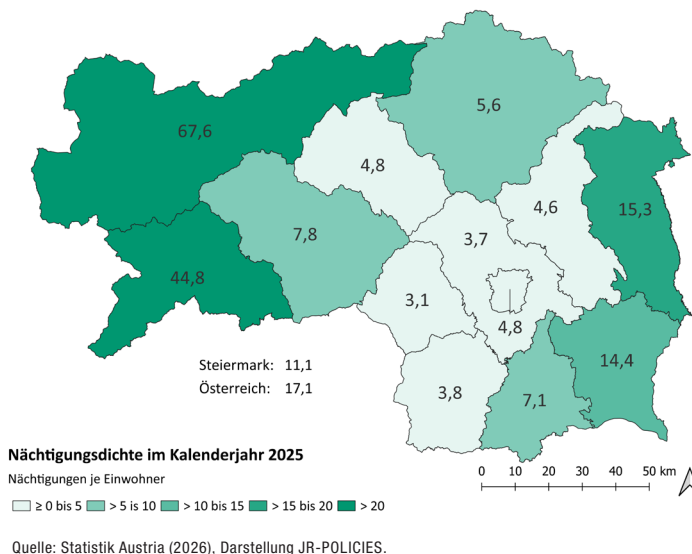 5,6
67,6
4,8
4,6
15,3
7,8
3,7
44,8
3,1
4,8
14,4
3,8
7,1
Steiermark: 11,1
Österreich: 17,1
Nächtigungsdichte im Kalenderjahr 2025
Nächtigungen je Einwohner
≥ 0 bis 5 > 5 is 10 > 10 bis 15 > 15 bis 20 > 20
0 10 20 30 40 50 km
Quelle: Statistik Austria (2026), Darstellung JR-POLICIES.